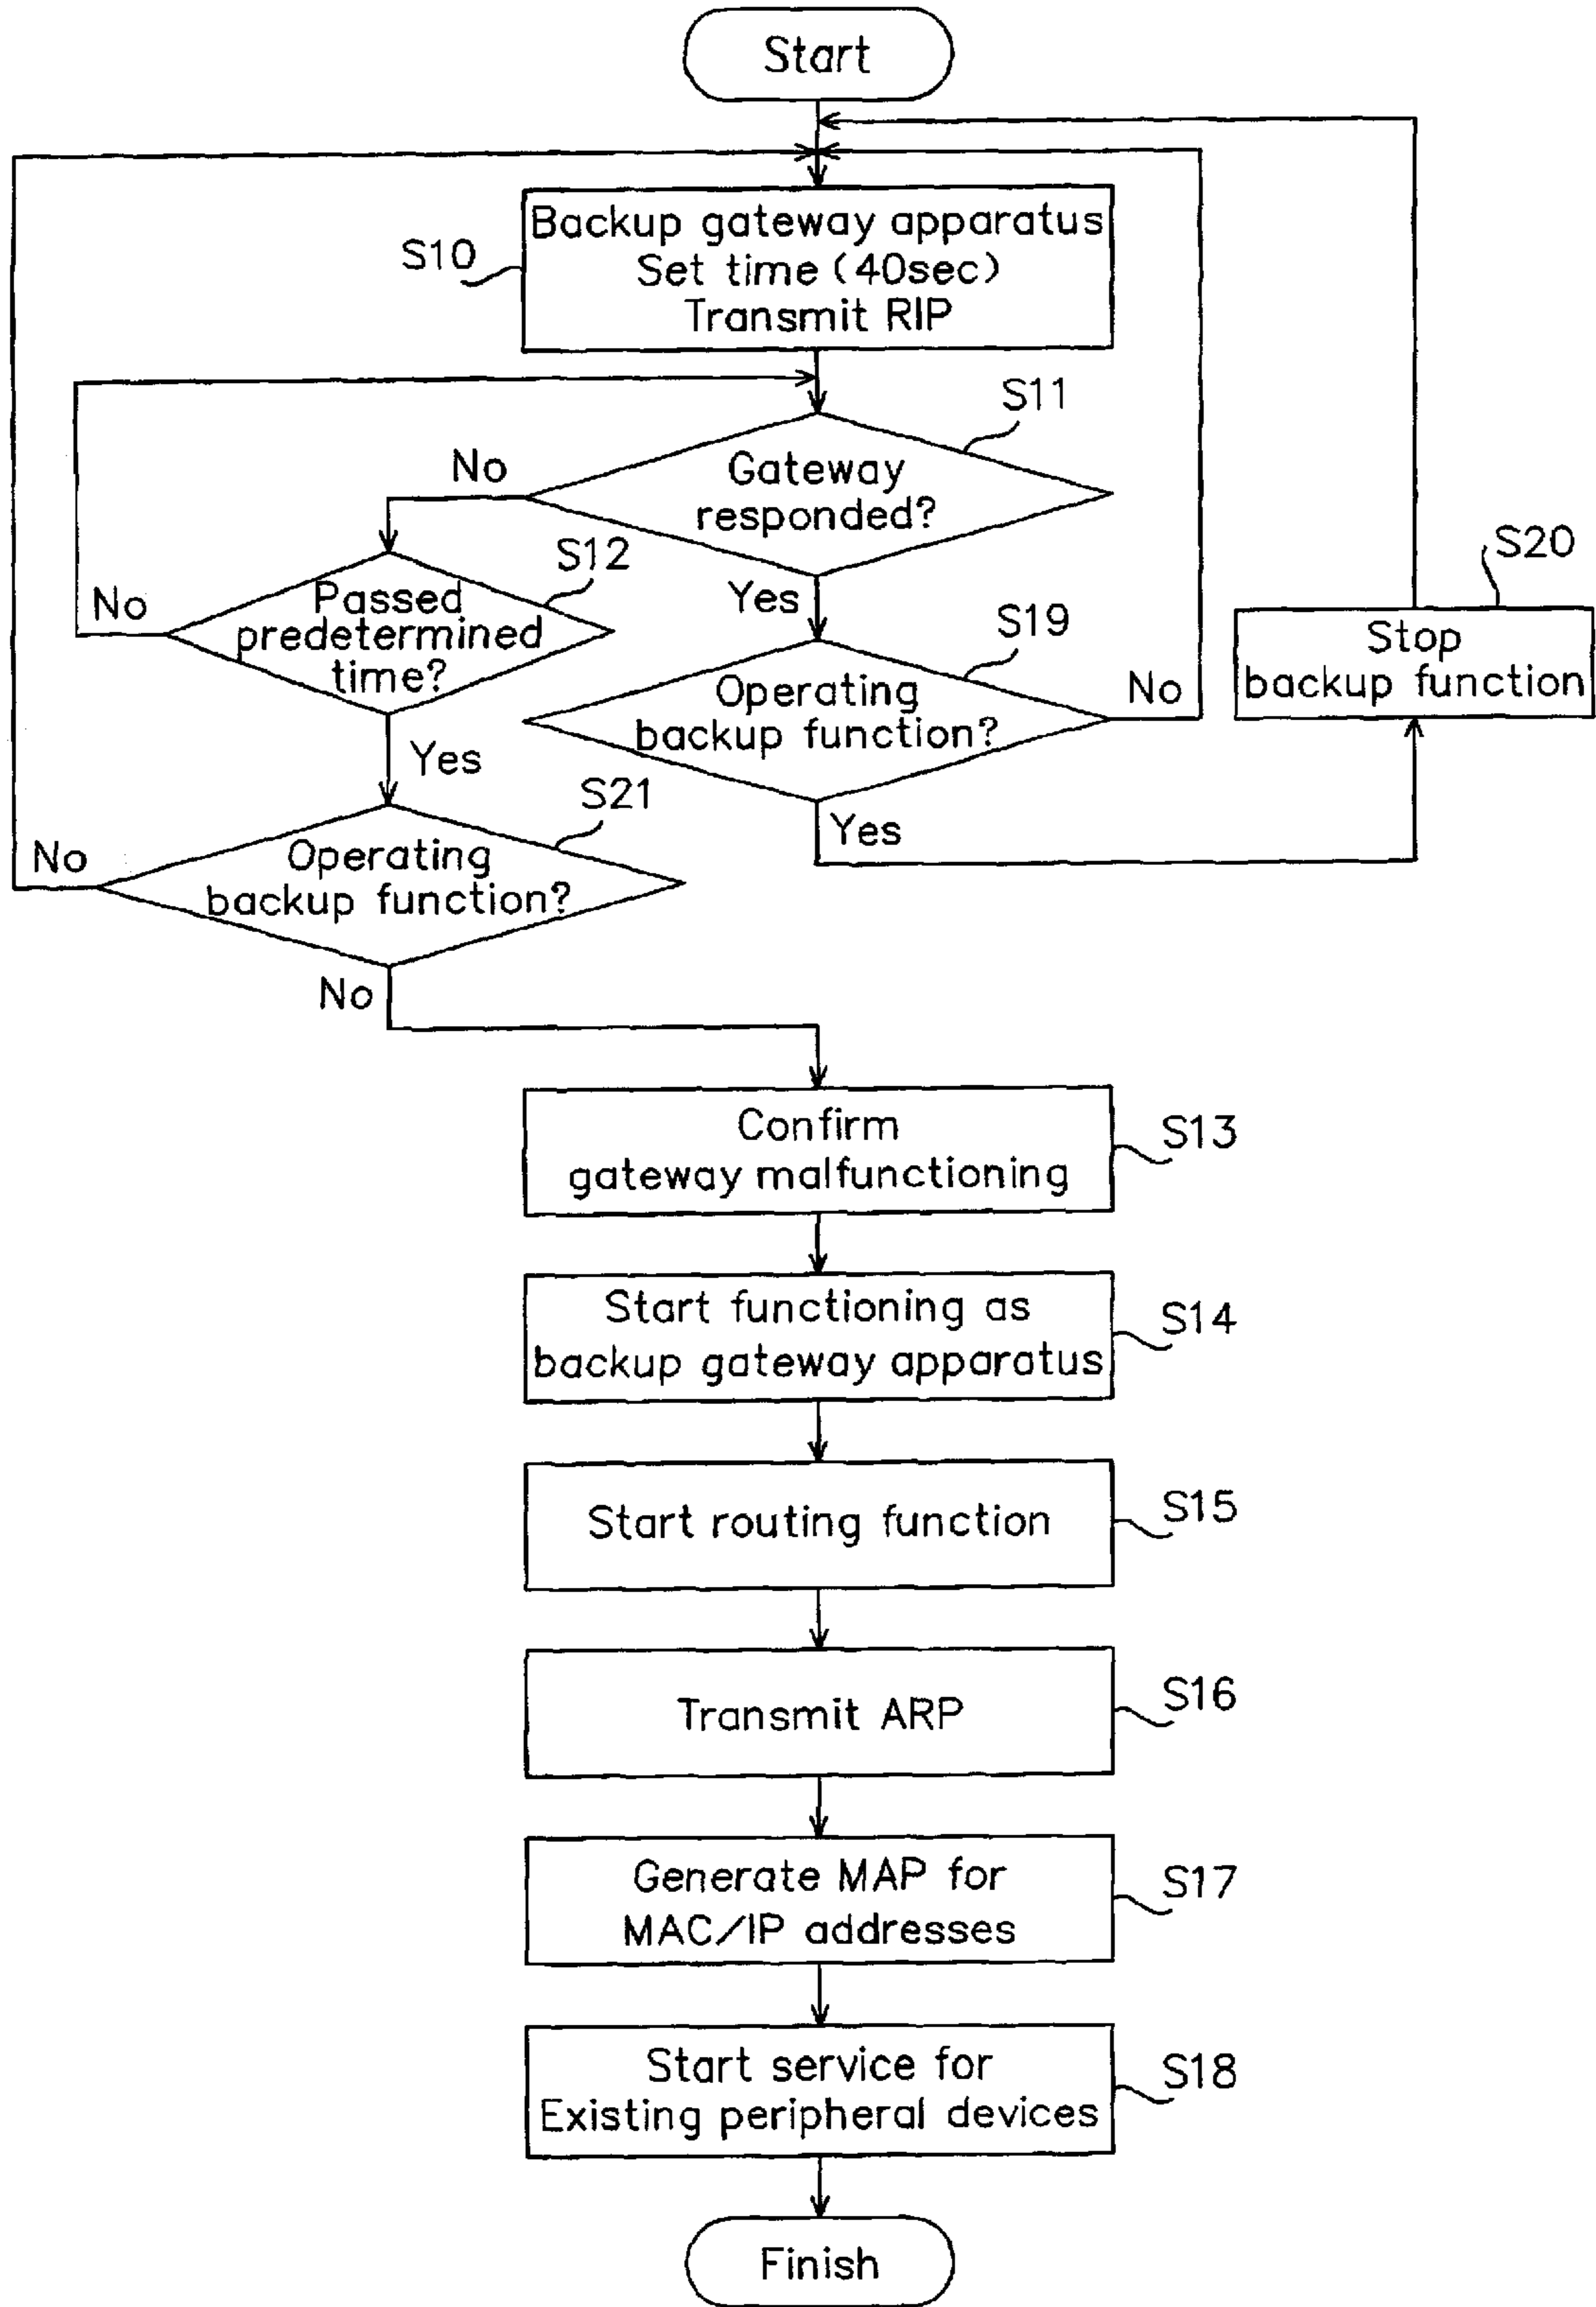 Start
Backup gateway apparatus
S10
Set time (40sec)
Transmit RIP
S11
No
Gateway
responded?
S12
S20
No
Passed
predetermined
time?
Yes
S19
Stop
backup function
Operating
backup function?
No
Yes
S21
Yes
No
Operating
backup function?
No
Confirm
gateway malfunctioning
S13
Start functioning as
backup gateway apparatus
S14
Start routing function
S15
Transmit ARP
S16
Generate MAP for
MAC/IP addresses
S17
Start service for
Existing peripheral devices
S18
Finish